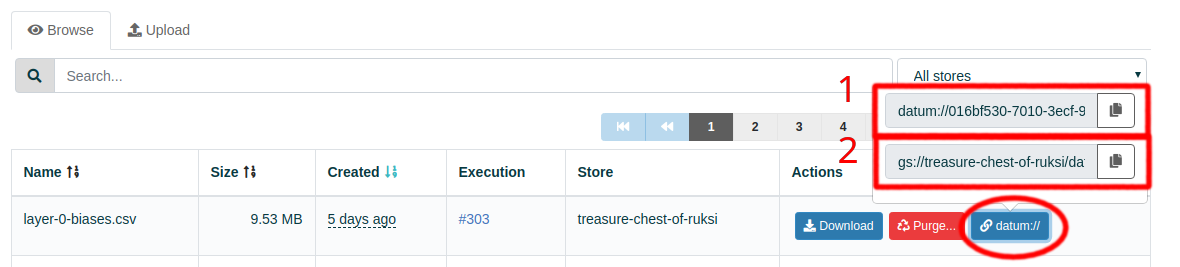 Browse Upload
Search... All stores
1
datum://016bf530-7010-3ecf-9
1 2 3 4
2
gs://treasure-chest-of-ruksi/da
Name Size Created Execution Store Actions
layer-0-biases.csv 9.53 MB 5 days ago #303 treasure-chest-of-ruksi Download Purge... datum://